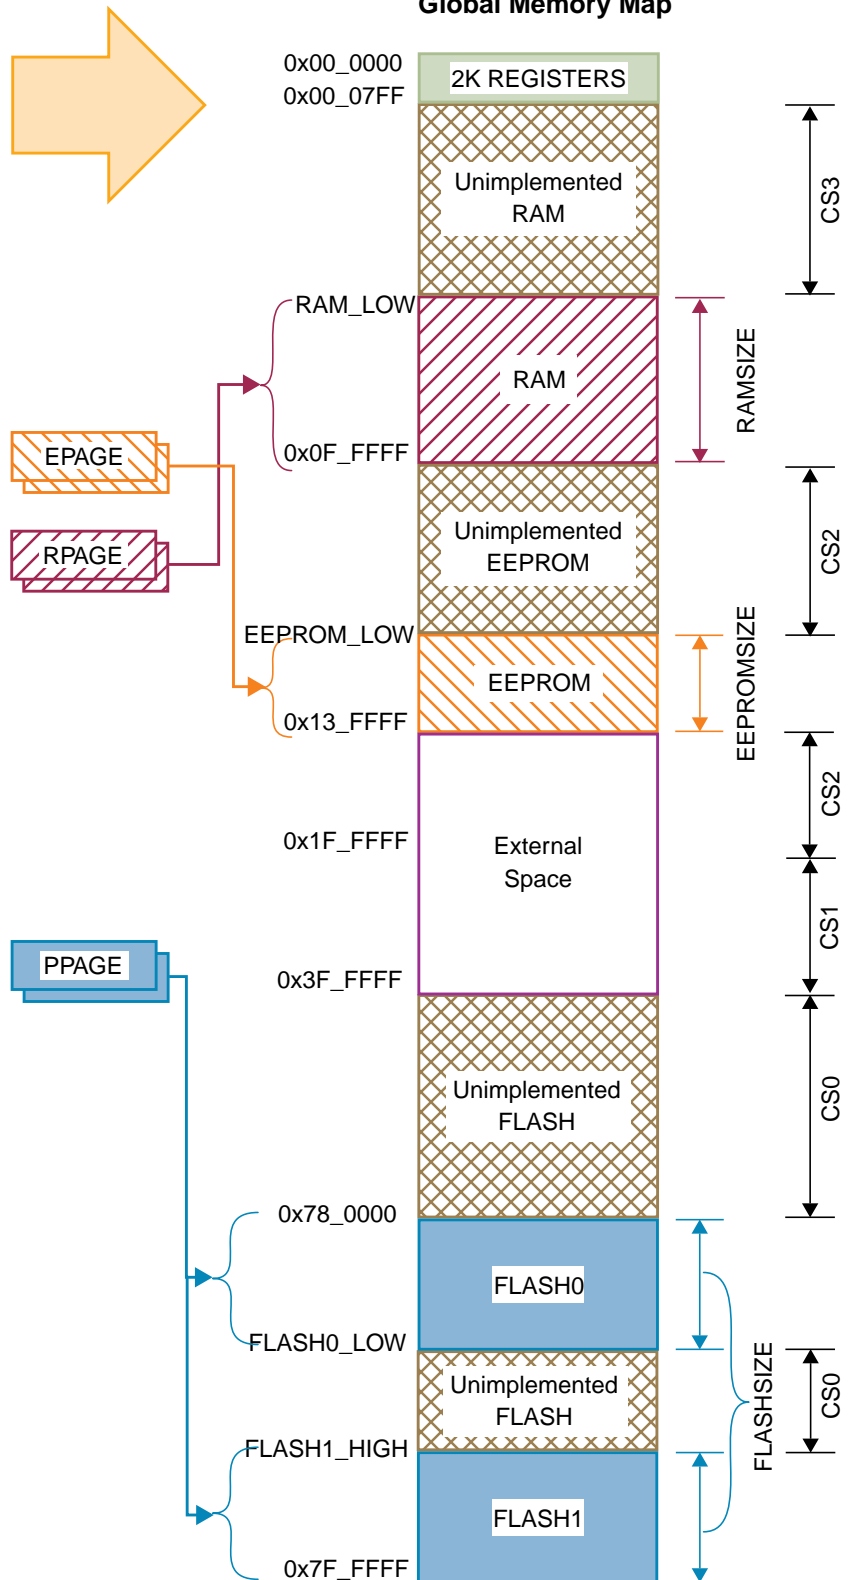 Global Memory Map
0x00_0000
2K REGISTERS
0x00_07FF
Unimplemented
RAM
CS3
RAM_LOW
RAM
RAMSIZE
0x0F_FFFF
EPAGE
RPAGE
Unimplemented
EEPROM
CS2
EEPROM_LOW
EEPROM
EEPROMSIZE
0x13_FFFF
CS2
0x1F_FFFF
External
Space
CS1
PPAGE
0x3F_FFFF
Unimplemented
FLASH
CS0
0x78_0000
FLASH0
FLASH0_LOW
Unimplemented
FLASH
FLASHSIZE
CS0
FLASH1_HIGH
FLASH1
0x7F_FFFF